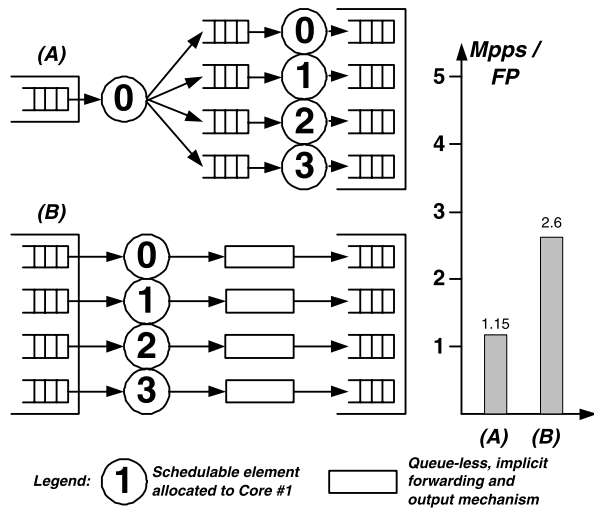 (A)
0
0
1
2
3
(B)
0
1
2
3
Mpps /
FP
5
4
3
2
1
2.6
1.15
(A) (B)
Legend:
1
Schedulable element
allocated to Core #1
Queue-less, implicit
forwarding and
output mechanism